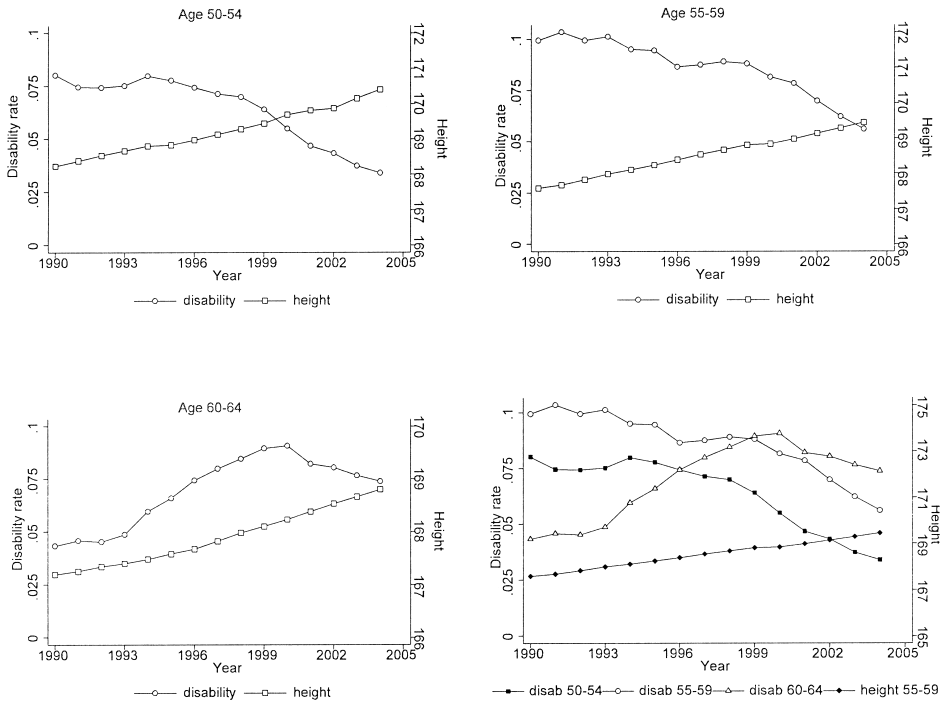 Age 50-54
Disability rate
0 .025 .05 .075 .1
166 167 168 169 170 171 172
Height
1990 1993 1996 1999 2002 2005
Year
disability height
Age 55-59
Disability rate
0 .025 .05 .075 .1
166 167 168 169 170 171 172
Height
1990 1993 1996 1999 2002 2005
Year
disability height
Age 60-64
Disability rate
0 .025 .05 .075 .1
166 167 168 169 170
Height
1990 1993 1996 1999 2002 2005
Year
disability height
Disability rate
0 .025 .05 .075 .1
165 167 169 171 173 175
Height
1990 1993 1996 1999 2002 2005
Year
disab 50-54 disab 55-59 disab 60-64 height 55-59